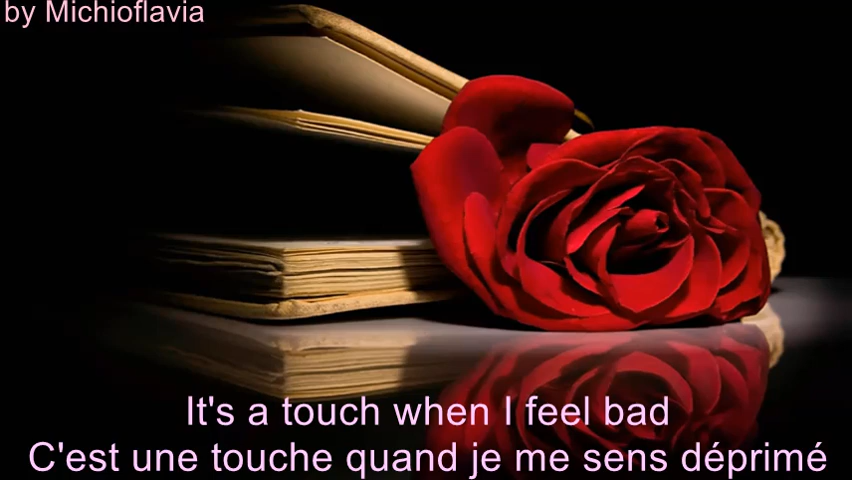 by Michioflavia
It's a touch when I feel bad
C'est une touche quand je me sens déprimé